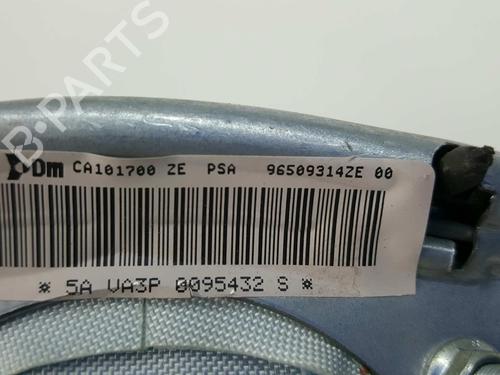 B-PARTS
Dm CA101700 ZE PSA 96509314ZE 00
* 5A VA3P 0095432 S *